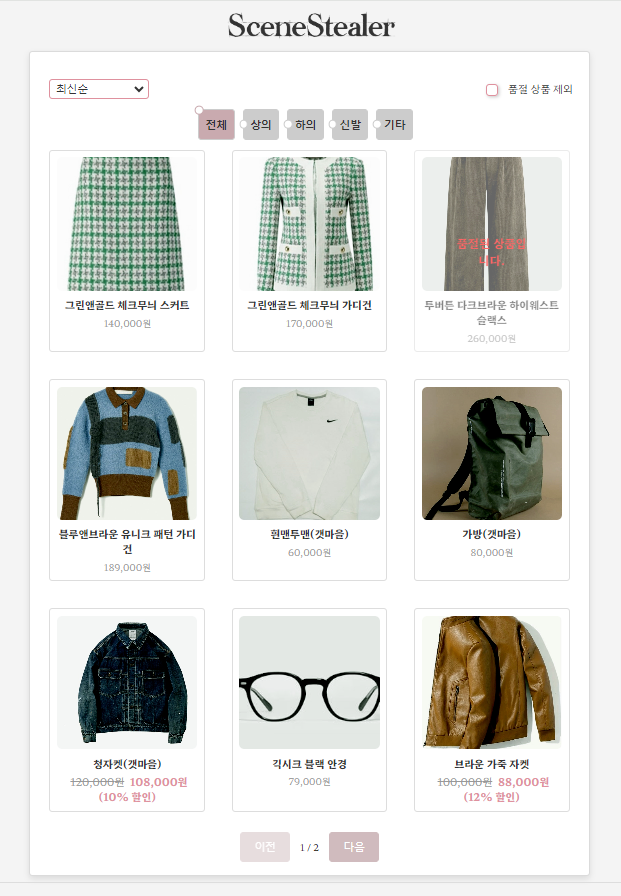 SceneStealer
최신순
품절 상품 제외
전체 상의 하의 신발 기타
그린앤골드 체크무늬 스커트
140,000원
그린앤골드 체크무늬 가디건
170,000원
품절된 상품입
니다.
투버튼 다크브라운 하이웨스트
슬랙스
260,000원
블루앤브라운 유니크 패턴 가디
건
189,000원
흰맨투맨(갯마을)
60,000원
가방(갯마을)
80,000원
청자켓(갯마을)
120,000원 108,000원
(10% 할인)
긱시크 블랙 안경
79,000원
브라운 가죽 자켓
100,000원 88,000원
(12% 할인)
이전 1 / 2 다음